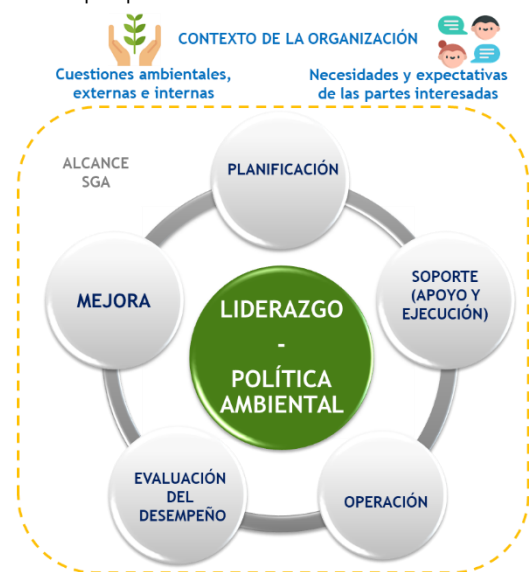 CONTEXTO DE LA ORGANIZACIÓN
Cuestiones ambientales,
externas e internas
Necesidades y expectativas
de las partes interesadas
ALCANCE
SGA
PLANIFICACIÓN
SOPORTE
(APOYO Y
EJECUCIÓN)
MEJORA
LIDERAZGO
-
POLÍTICA
AMBIENTAL
EVALUACIÓN
DEL
DESEMPEÑO
OPERACIÓN